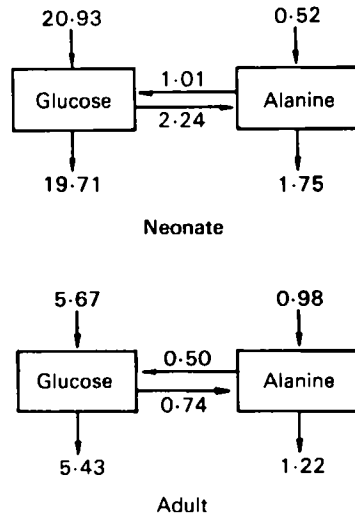 20·93 0·52
1·01
Glucose Alanine
2·24
19·71 1·75
Neonate
5·67 0·98
0·50
Glucose Alanine
0·74
5·43 1·22
Adult